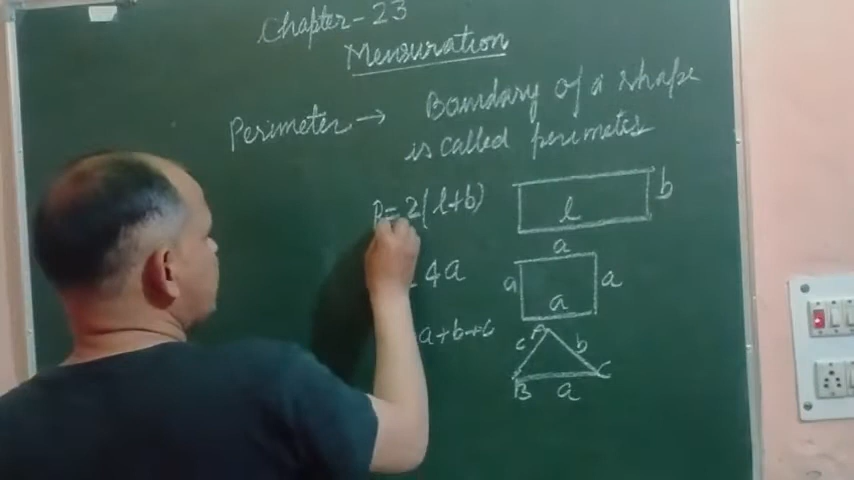 Chapter-23
Mensuration
Perimeter → Boundary of a shape
is called perimeter
P=2(l+b)
l
b
4a
a
a
a
a
a+b+c
A
c
b
B
a
C